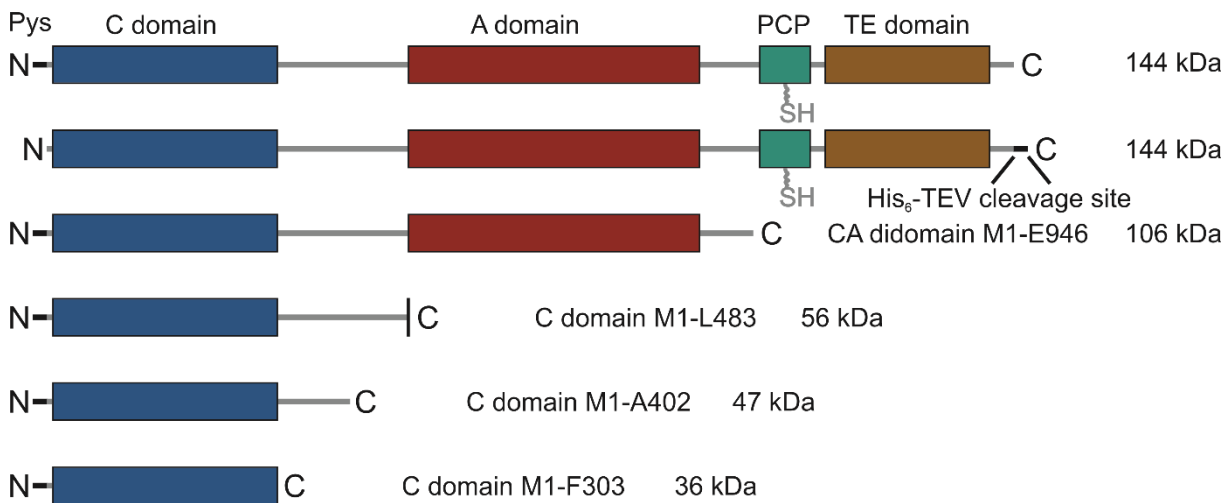 Pys C domain A domain PCP TE domain
N C 144 kDa
SH
N C 144 kDa
SH
His₆-TEV cleavage site
N C CA didomain M1-E946 106 kDa
N C C domain M1-L483 56 kDa
N C C domain M1-A402 47 kDa
N C C domain M1-F303 36 kDa